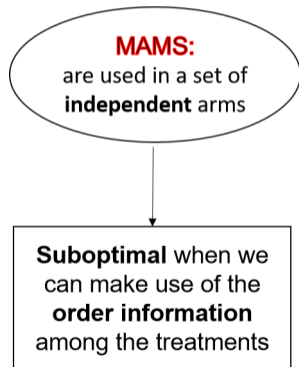 MAMS:
are used in a set of
independent arms
Suboptimal when we
can make use of the
order information
among the treatments